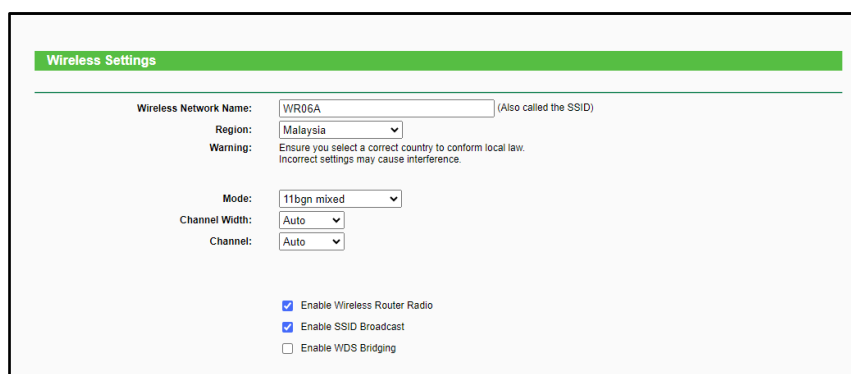 Wireless Settings
Wireless Network Name: WR06A (Also called the SSID)
Region: Malaysia
Warning: Ensure you select a correct country to conform local law.
Incorrect settings may cause interference.
Mode: 11bgn mixed
Channel Width: Auto
Channel: Auto
Enable Wireless Router Radio
Enable SSID Broadcast
Enable WDS Bridging